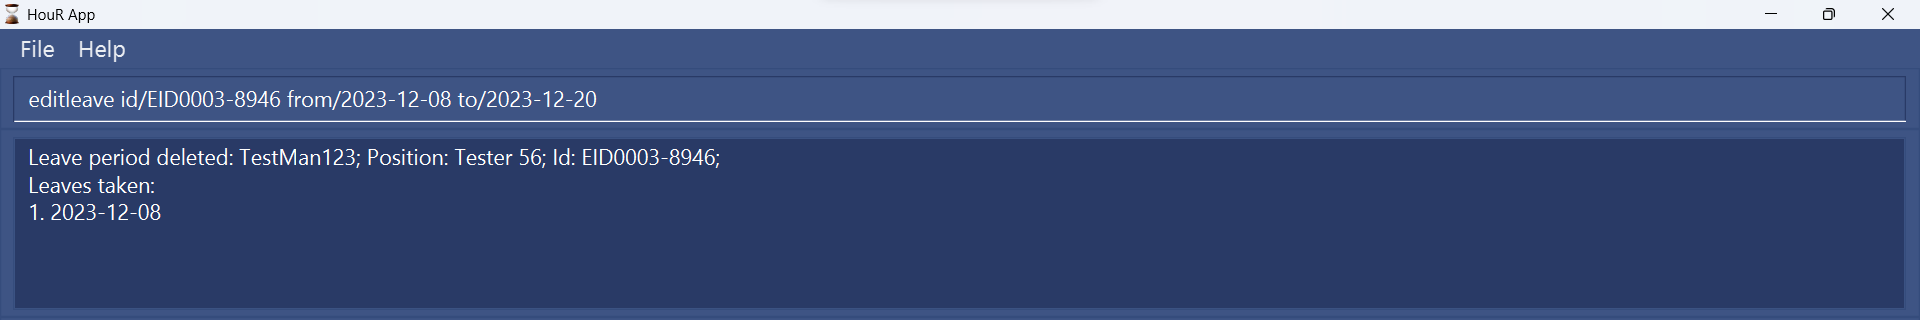 HouR App
File Help
editleave id/EID0003-8946 from/2023-12-08 to/2023-12-20
Leave period deleted: TestMan123; Position: Tester 56; Id: EID0003-8946;
Leaves taken:
1. 2023-12-08